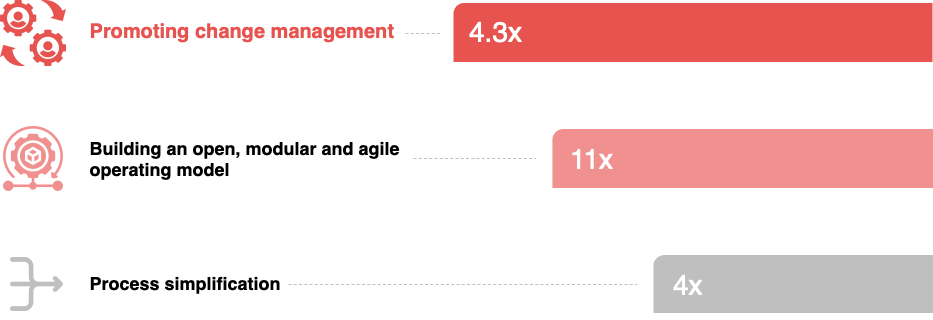 Promoting change management
4.3x
Building an open, modular and agile
operating model
11x
Process simplification
4x